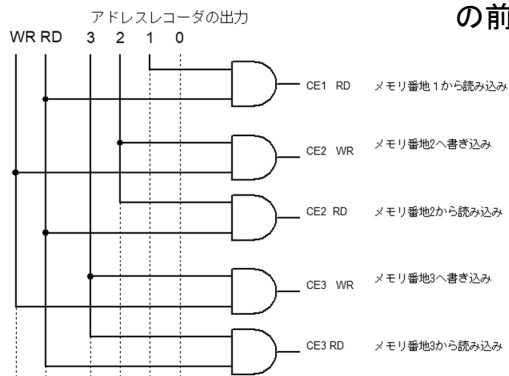 の前
アドレスレコーダの出力
WR RD 3 2 1 0
CE1 RD メモリ番地１から読み込み
CE2 WR メモリ番地2へ書き込み
CE2 RD メモリ番地2から読み込み
CE3 WR メモリ番地3へ書き込み
CE3 RD メモリ番地3から読み込み